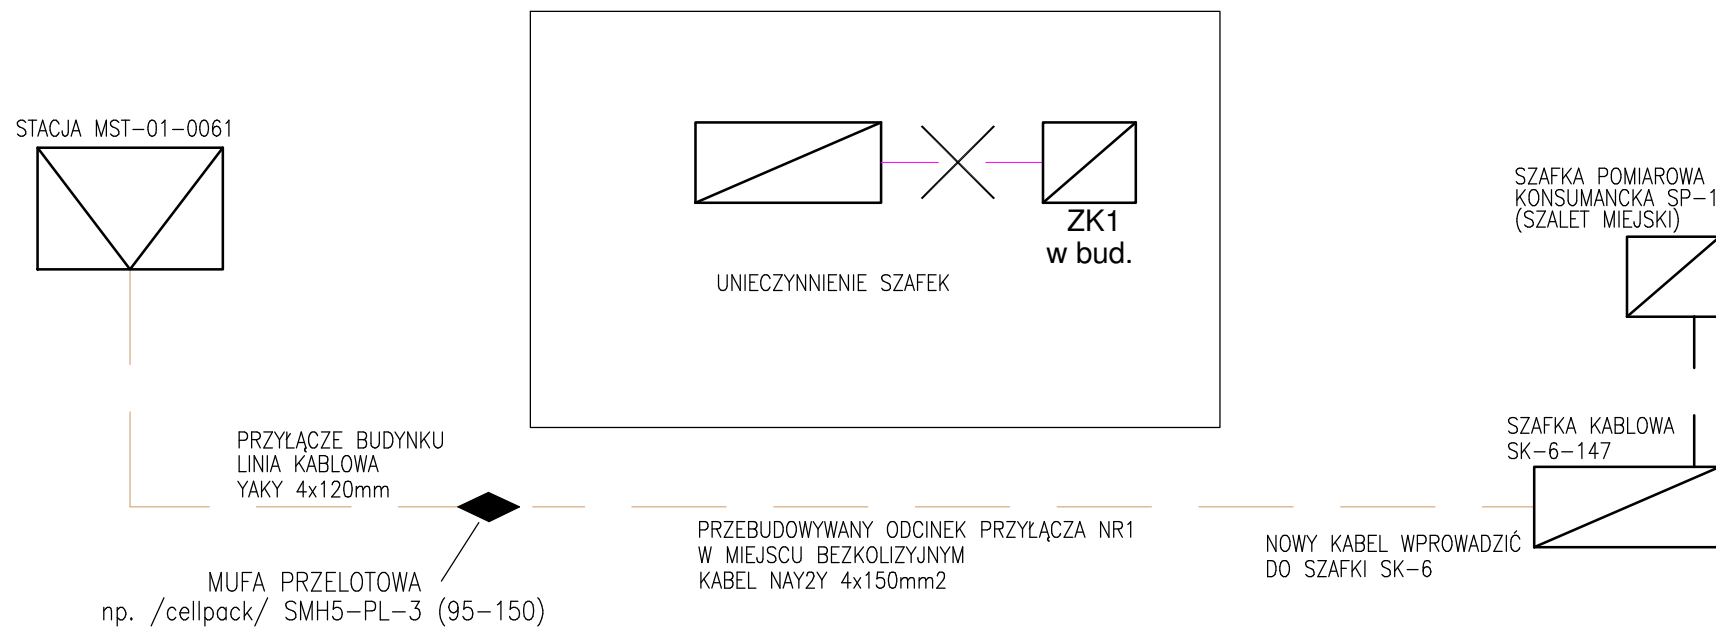 STACJA MST-01-0061
ZK1
w bud.
UNIECZYNNIENIE SZAFEK
SZAFKA POMIAROWA
KONSUMANCKA SP-1
(SZALET MIEJSKI)
PRZYŁĄCZE BUDYNKU
LINIA KABLOWA
YAKY 4x120mm
MUFA PRZELOTOWA
np. /cellpack/ SMH5-PL-3 (95-150)
PRZEBUDOWYWANY ODCINEK PRZYŁĄCZA NR1
W MIEJSCU BEZKOLIZYJNYM
KABEL NAY2Y 4x150mm2
SZAFKA KABLOWA
SK-6-147
NOWY KABEL WPROWADZIĆ
DO SZAFKI SK-6